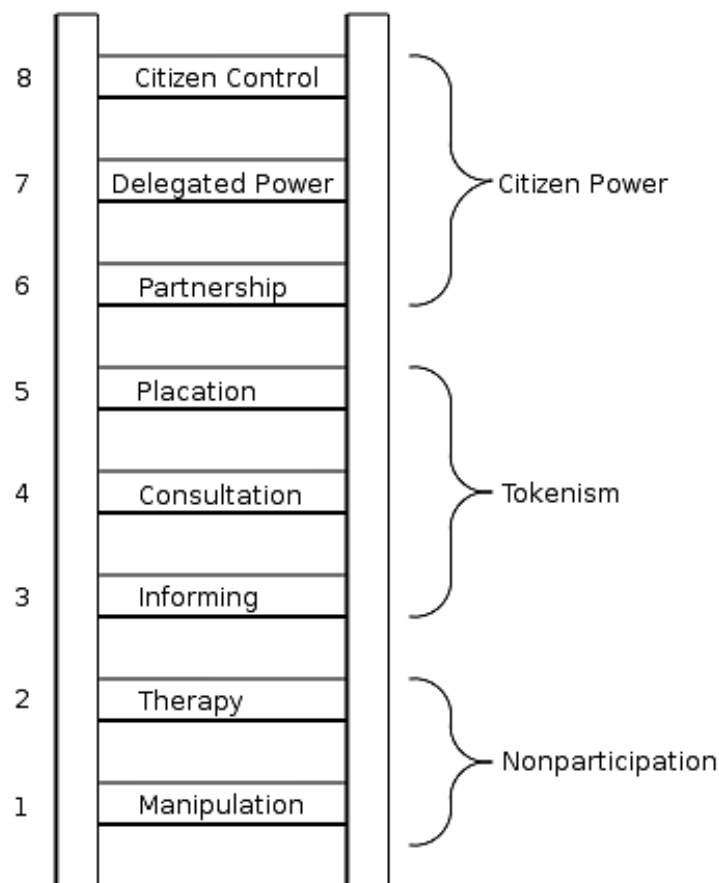 8 Citizen Control
7 Delegated Power Citizen Power
6 Partnership
5 Placation
4 Consultation Tokenism
3 Informing
2 Therapy
Nonparticipation
1 Manipulation